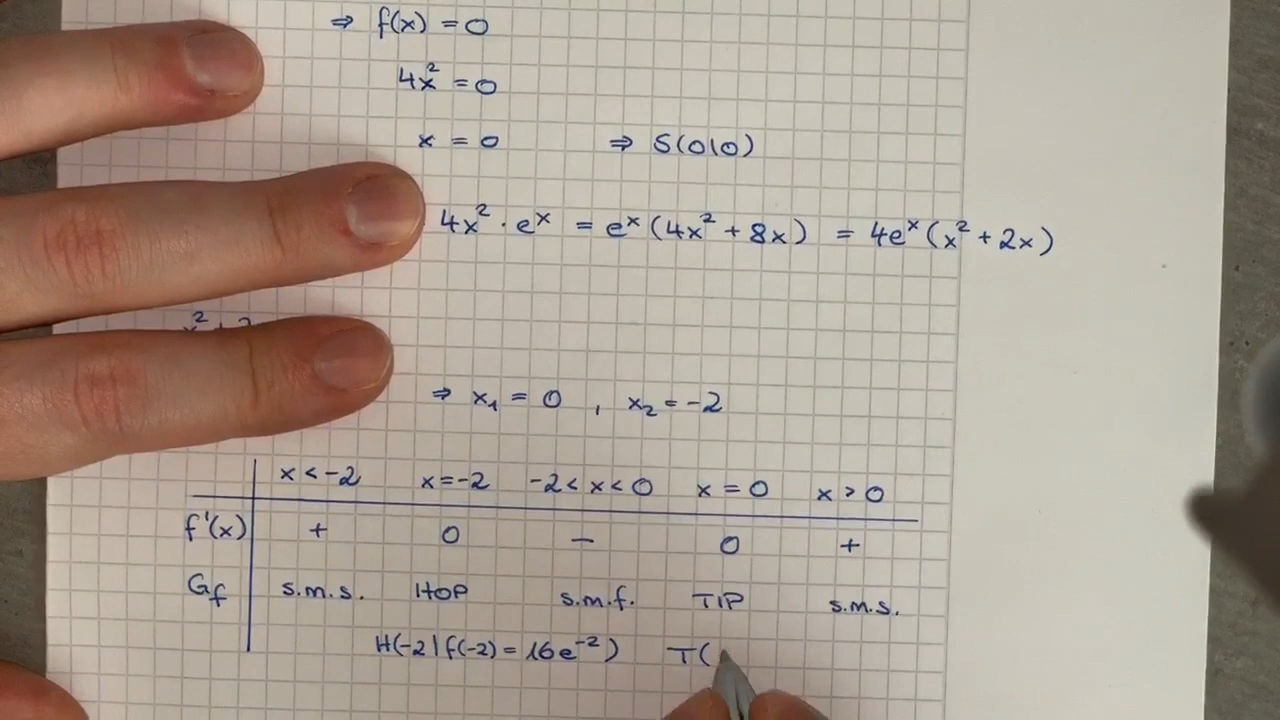 ⇒ f(x) = 0
4x² = 0
x = 0 ⇒ S(0|0)
4x² · eˣ = eˣ (4x² + 8x) = 4eˣ (x² + 2x)
⇒ x₁ = 0 , x₂ = -2
x < -2 x = -2 -2 < x < 0 x = 0 x > 0
f'(x) + 0 - 0 +
Gf s.m.s. HOP s.m.f. TIP s.m.s.
H(-2|f(-2) = 16e⁻²) T(